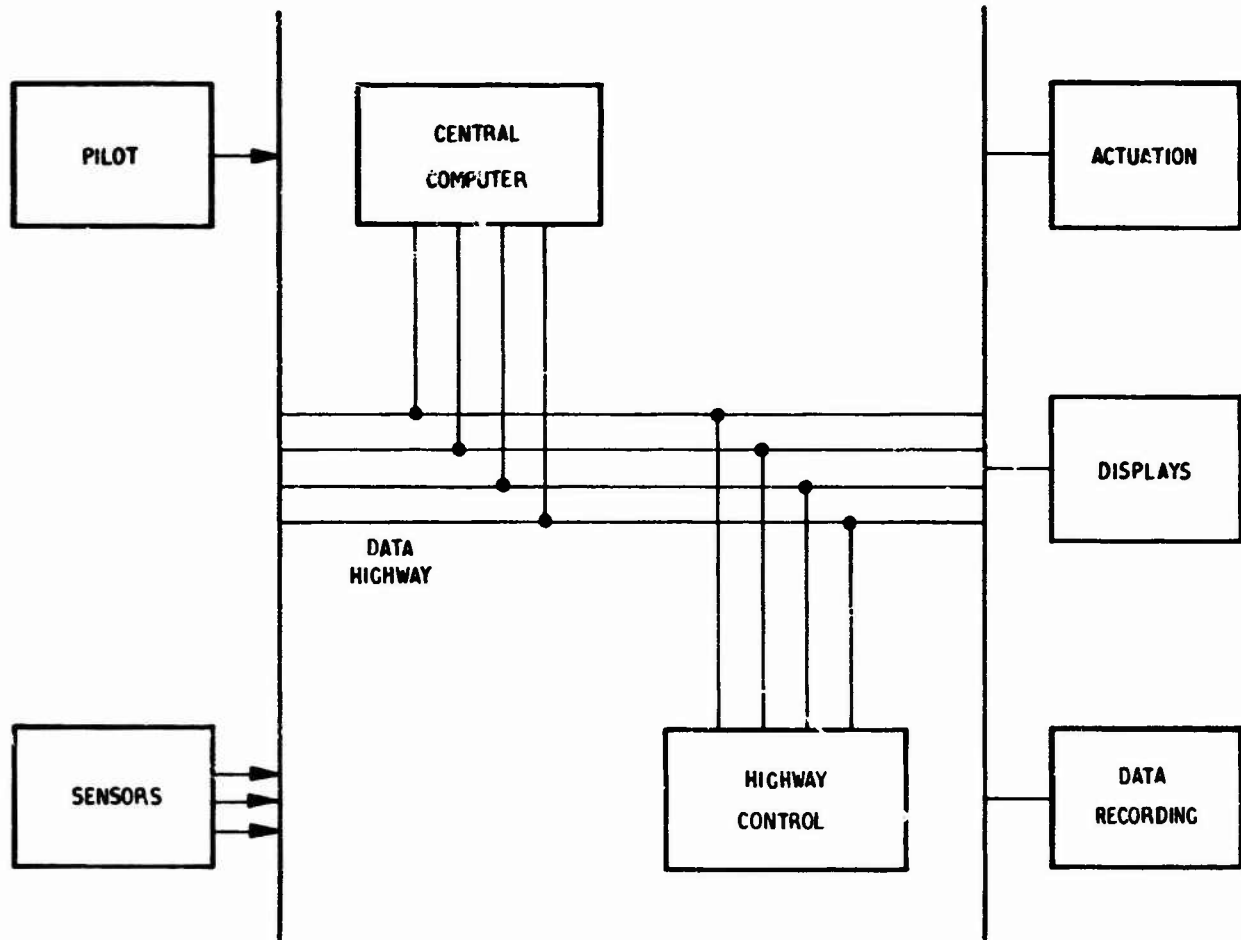 PILOT
CENTRAL
COMPUTER
ACTUATION
DATA
HIGHWAY
DISPLAYS
SENSORS
HIGHWAY
CONTROL
DATA
RECORDING